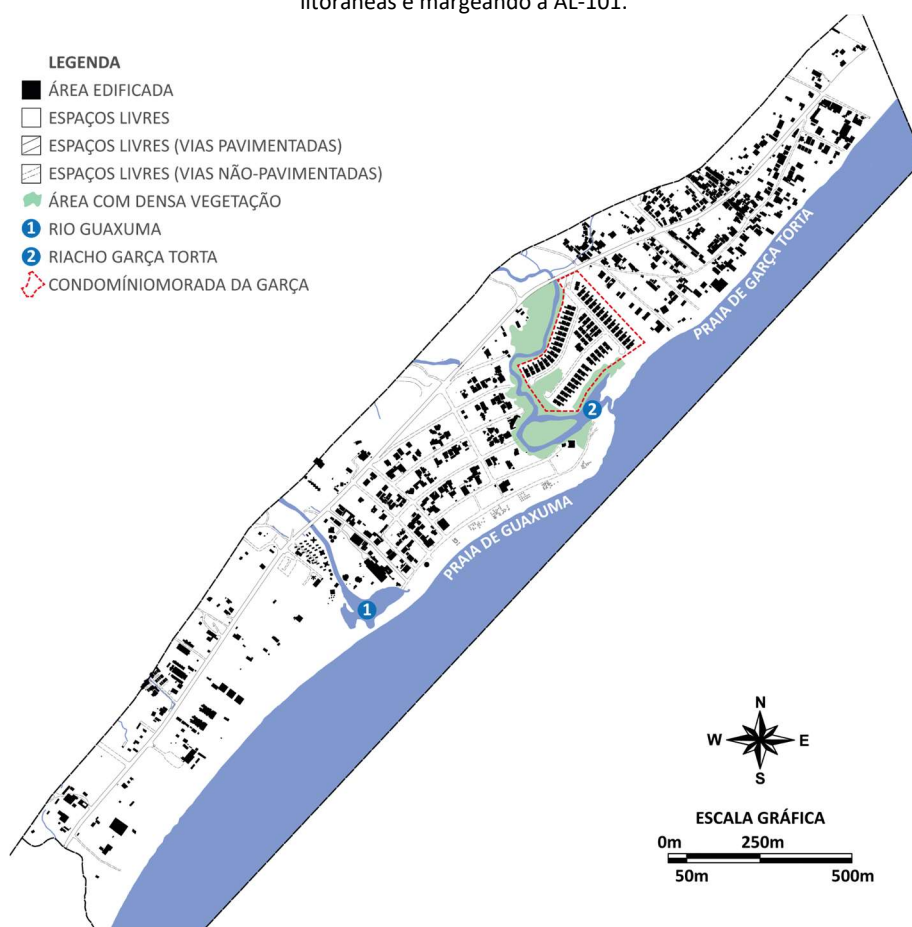 litorâneas e margeando a AL-101.
LEGENDA
ÁREA EDIFICADA
ESPAÇOS LIVRES
ESPAÇOS LIVRES (VIAS PAVIMENTADAS)
ESPAÇOS LIVRES (VIAS NÃO-PAVIMENTADAS)
ÁREA COM DENSA VEGETAÇÃO
1 RIO GUAXUMA
2 RIACHO GARÇA TORTA
CONDOMÍNIOMORADA DA GARÇA
PRAIA DE GARÇA TORTA
2
PRAIA DE GUAXUMA
1
N
W E
S
ESCALA GRÁFICA
0m 250m
50m 500m